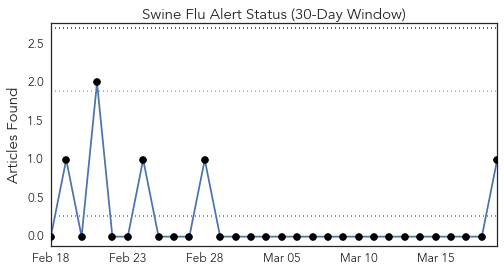 Swine Flu Alert Status (30-Day Window)
Articles Found
2.5
2.0
1.5
1.0
0.5
0.0
Feb 18
Feb 23
Feb 28
Mar 05
Mar 10
Mar 15